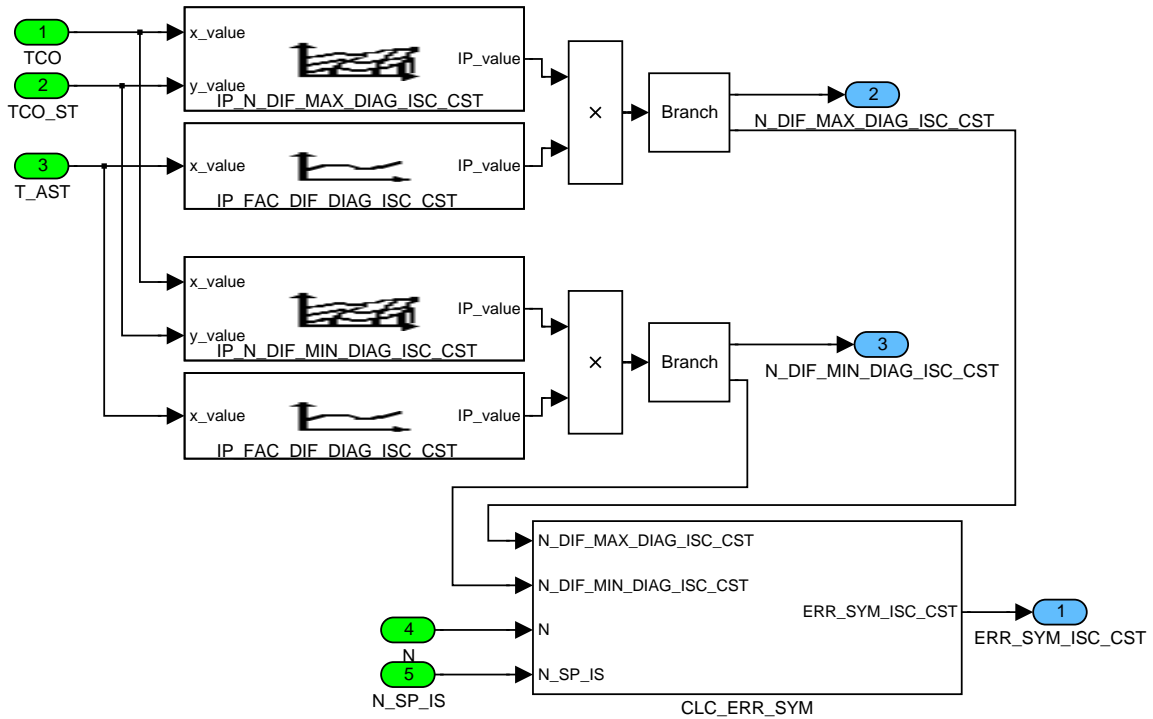 1
TCO
2
TCO_ST
3
T_AST
x_value
y_value
IP_value
IP_N_DIF_MAX_DIAG_ISC_CST
x_value
IP_value
IP_FAC_DIF_DIAG_ISC_CST
×
Branch
2
N_DIF_MAX_DIAG_ISC_CST
x_value
y_value
IP_value
IP_N_DIF_MIN_DIAG_ISC_CST
x_value
IP_value
IP_FAC_DIF_DIAG_ISC_CST
×
Branch
3
N_DIF_MIN_DIAG_ISC_CST
N_DIF_MAX_DIAG_ISC_CST
N_DIF_MIN_DIAG_ISC_CST
4
N
N
5
N_SP_IS
N_SP_IS
ERR_SYM_ISC_CST
CLC_ERR_SYM
1
ERR_SYM_ISC_CST